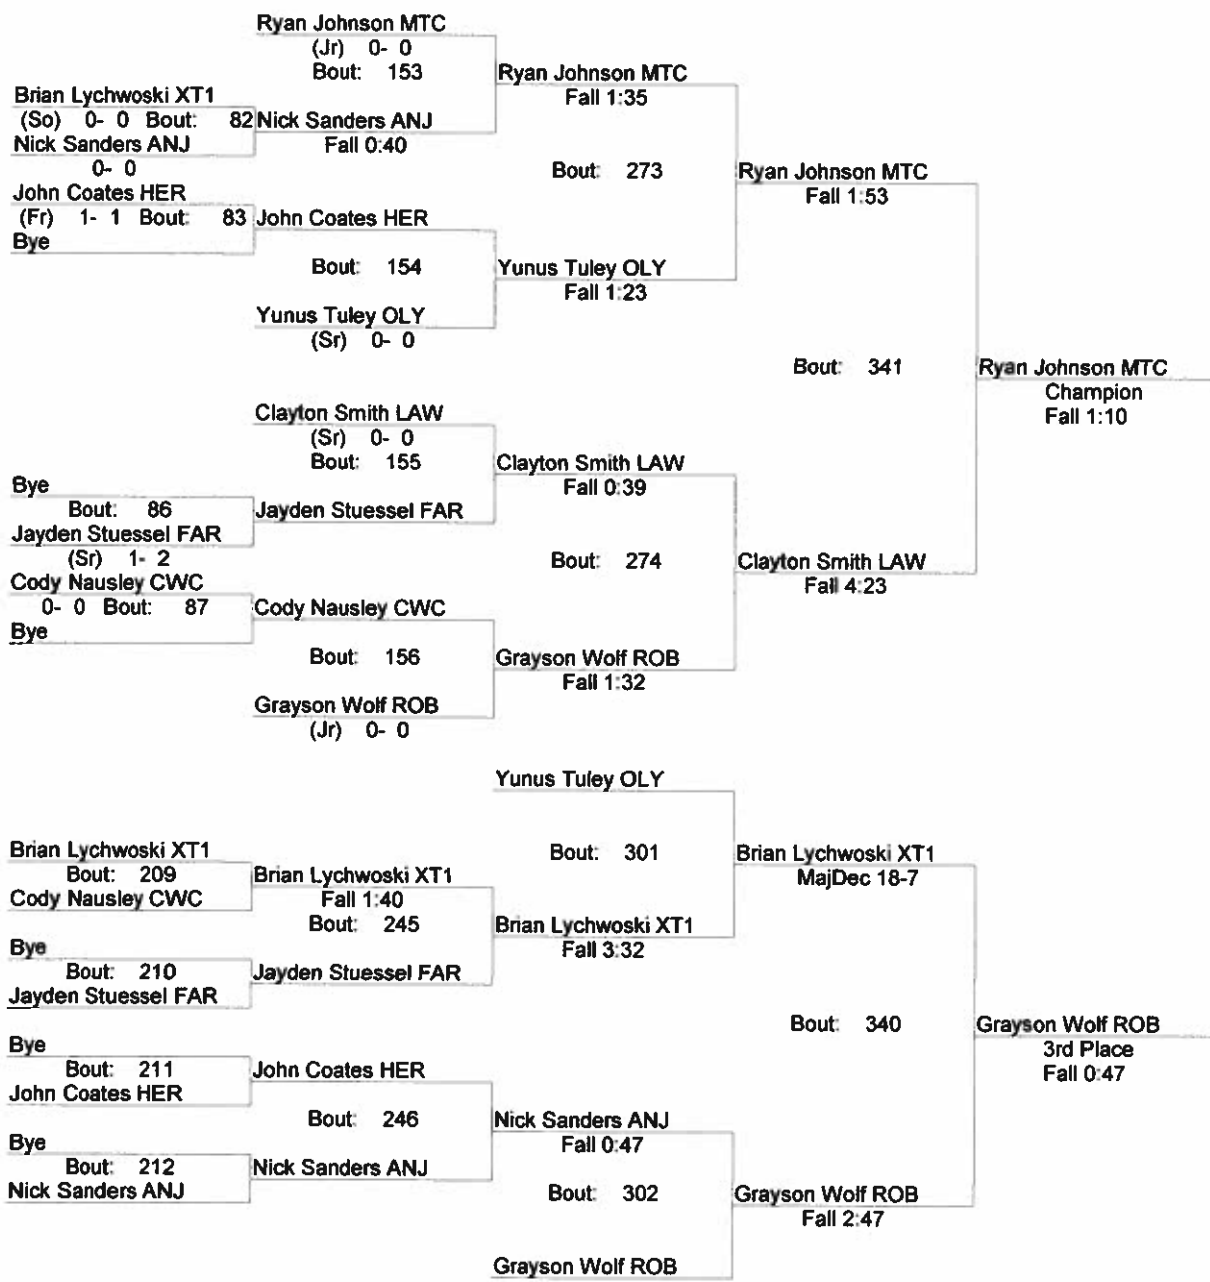 Ryan Johnson MTC
(Jr) 0- 0
Bout: 153
Ryan Johnson MTC
Fall 1:35
Brian Lychwoski XT1
(So) 0- 0 Bout: 82
Nick Sanders ANJ
Fall 0:40
Nick Sanders ANJ
0- 0
Bout: 273
Ryan Johnson MTC
Fall 1:53
John Coates HER
(Fr) 1- 1 Bout: 83
John Coates HER
Bye
Bout: 154
Yunus Tuley OLY
Fall 1:23
Yunus Tuley OLY
(Sr) 0- 0
Bout: 341
Ryan Johnson MTC
Champion
Fall 1:10
Clayton Smith LAW
(Sr) 0- 0
Bout: 155
Clayton Smith LAW
Fall 0:39
Bye
Bout: 86
Jayden Stuessel FAR
Jayden Stuessel FAR
(Sr) 1- 2
Bout: 274
Clayton Smith LAW
Fall 4:23
Cody Nausley CWC
0- 0 Bout: 87
Cody Nausley CWC
Bye
Bout: 156
Grayson Wolf ROB
Fall 1:32
Grayson Wolf ROB
(Jr) 0- 0
Yunus Tuley OLY
Bout: 301
Brian Lychwoski XT1
MajDec 18-7
Brian Lychwoski XT1
Bout: 209
Brian Lychwoski XT1
Fall 1:40
Cody Nausley CWC
Bout: 245
Brian Lychwoski XT1
Fall 3:32
Bye
Bout: 210
Jayden Stuessel FAR
Jayden Stuessel FAR
Bout: 340
Grayson Wolf ROB
3rd Place
Fall 0:47
Bye
Bout: 211
John Coates HER
John Coates HER
Bout: 246
Nick Sanders ANJ
Fall 0:47
Bye
Bout: 212
Nick Sanders ANJ
Nick Sanders ANJ
Bout: 302
Grayson Wolf ROB
Fall 2:47
Grayson Wolf ROB